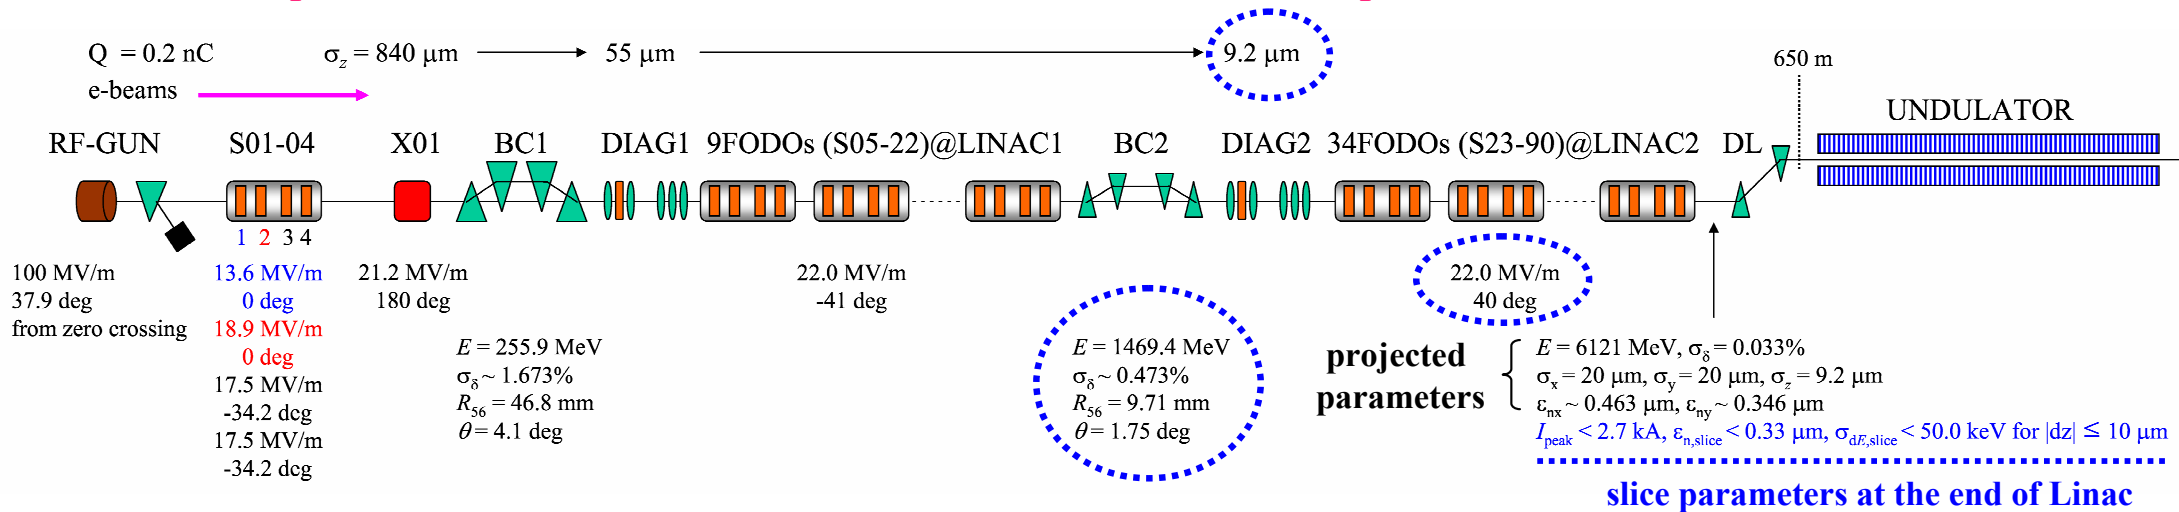 Q = 0.2 nC
σz = 840 μm
55 μm
9.2 μm
e-beams
650 m
UNDULATOR
RF-GUN
S01-04
X01
BC1
DIAG1
9FODOs (S05-22)@LINAC1
BC2
DIAG2
34FODOs (S23-90)@LINAC2
DL
1 2 3 4
100 MV/m
37.9 deg
from zero crossing
13.6 MV/m
0 deg
18.9 MV/m
0 deg
17.5 MV/m
-34.2 deg
17.5 MV/m
-34.2 deg
21.2 MV/m
180 deg
22.0 MV/m
-41 deg
22.0 MV/m
40 deg
E = 255.9 MeV
σδ ~ 1.673%
R56 = 46.8 mm
θ = 4.1 deg
E = 1469.4 MeV
σδ ~ 0.473%
R56 = 9.71 mm
θ = 1.75 deg
projected
parameters
E = 6121 MeV, σδ = 0.033%
σx = 20 μm, σy = 20 μm, σz = 9.2 μm
εnx ~ 0.463 μm, εny ~ 0.346 μm
Ipeak < 2.7 kA, εn,slice < 0.33 μm, σdE,slice < 50.0 keV for |dz| ≦ 10 μm
slice parameters at the end of Linac